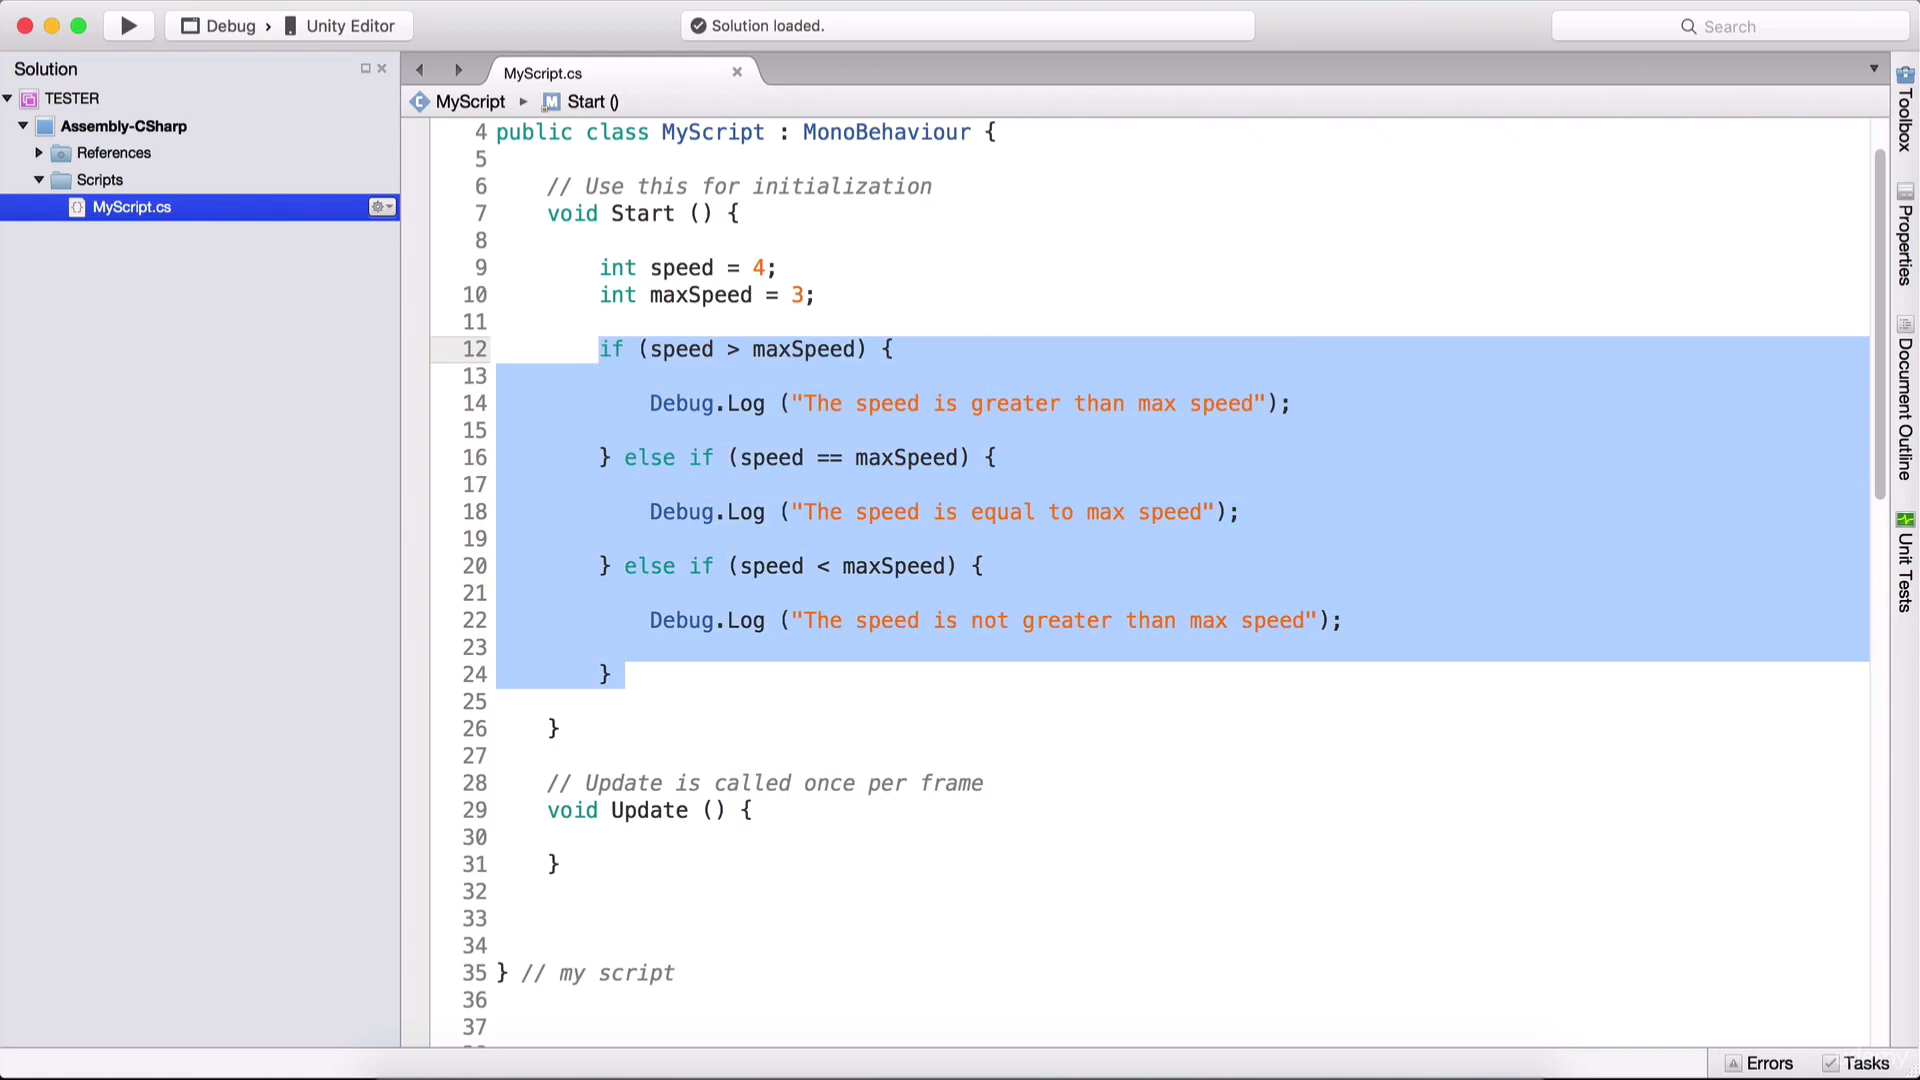 Debug › Unity Editor
Solution loaded.
Search
Solution
TESTER
Assembly-CSharp
References
Scripts
MyScript.cs
MyScript.cs
MyScript ▸ Start ()
4 public class MyScript : MonoBehaviour {
5
6 // Use this for initialization
7 void Start () {
8
9 int speed = 4;
10 int maxSpeed = 3;
11
12 if (speed > maxSpeed) {
13
14 Debug.Log ("The speed is greater than max speed");
15
16 } else if (speed == maxSpeed) {
17
18 Debug.Log ("The speed is equal to max speed");
19
20 } else if (speed < maxSpeed) {
21
22 Debug.Log ("The speed is not greater than max speed");
23
24 }
25
26 }
27
28 // Update is called once per frame
29 void Update () {
30
31 }
32
33
34
35 } // my script
36
37
Toolbox
Properties
Document Outline
Unit Tests
Errors
Tasks